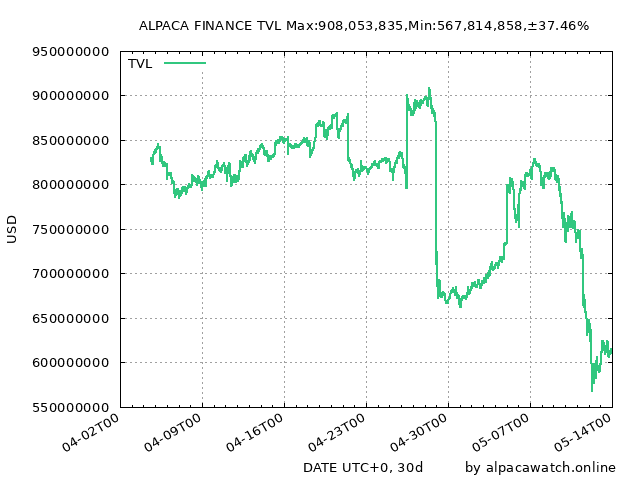 ALPACA FINANCE TVL Max:908,053,835,Min:567,814,858,±37.46%
TVL
950000000
900000000
850000000
800000000
750000000
700000000
650000000
600000000
550000000
USD
04-02T00 04-09T00 04-16T00 04-23T00 04-30T00 05-07T00 05-14T00
DATE UTC+0, 30d by alpacawatch.online